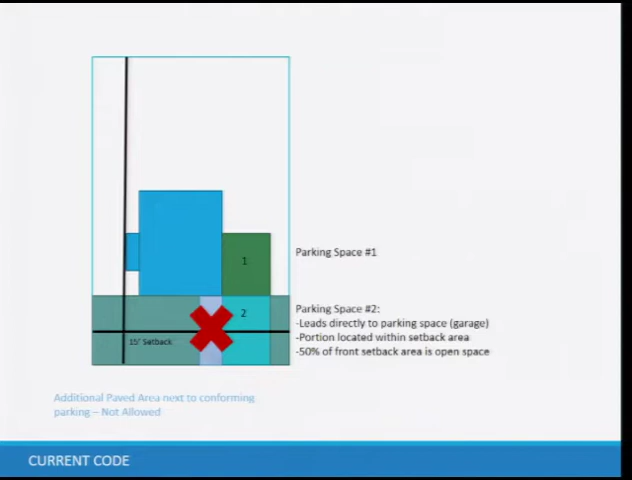 1
Parking Space #1
2
Parking Space #2:
-Leads directly to parking space (garage)
-Portion located within setback area
-50% of front setback area is open space
15' Setback
Additional Paved Area next to conforming
parking – Not Allowed
CURRENT CODE